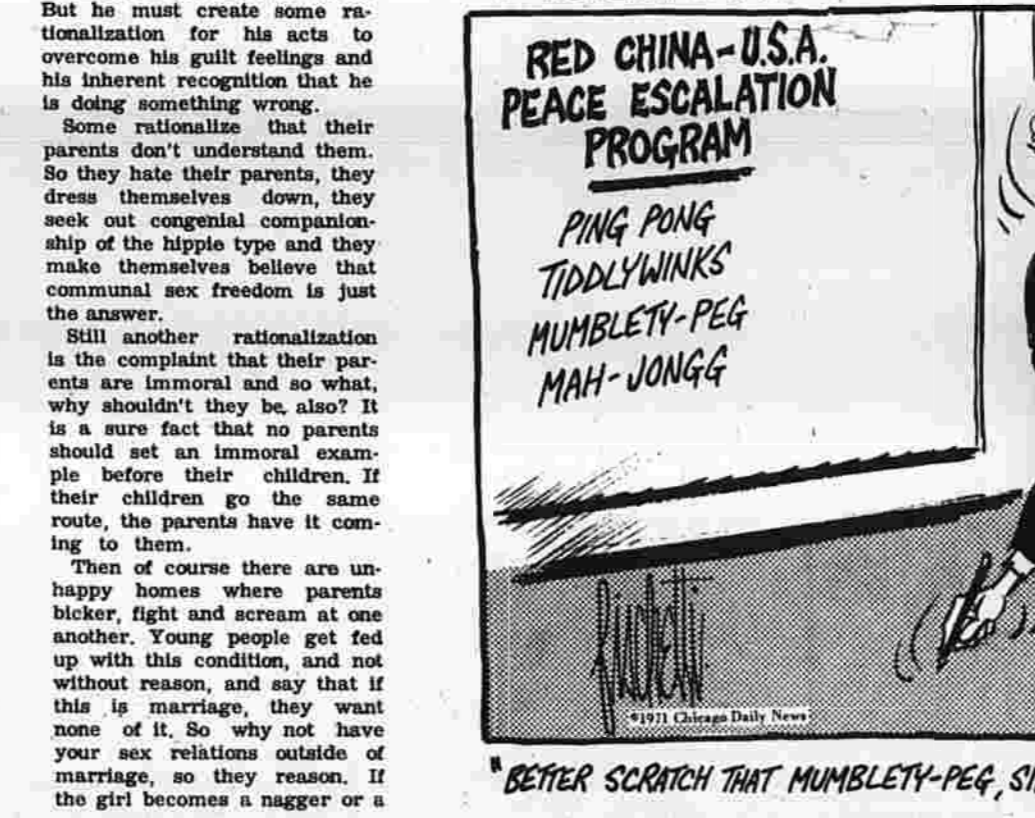 But he must create some ra-
tionalization for his acts to
overcome his guilt feelings and
his inherent recognition that he
is doing something wrong.
Some rationalize that their
parents don't understand them.
So they hate their parents, they
dress themselves down, they
seek out congenial companion-
ship of the hippie type and they
make themselves believe that
communal sex freedom is just
the answer.
Still another rationalization
is the complaint that their par-
ents are immoral and so what,
why shouldn't they be, also? It
is a sure fact that no parents
should set an immoral exam-
ple before their children. If
their children go the same
route, the parents have it com-
ing to them.
Then of course there are un-
happy homes where parents
bicker, fight and scream at one
another. Young people get fed
up with this condition, and not
without reason, and say that if
this is marriage, they want
none of it. So why not have
your sex relations outside of
marriage, so they reason. If
the girl becomes a nagger or a
RED CHINA-U.S.A.
PEACE ESCALATION
PROGRAM
PING PONG
TIDDLYWINKS
MUMBLETY-PEG
MAH-JONGG
©1971 Chicago Daily News
"BETTER SCRATCH THAT MUMBLETY-PEG,